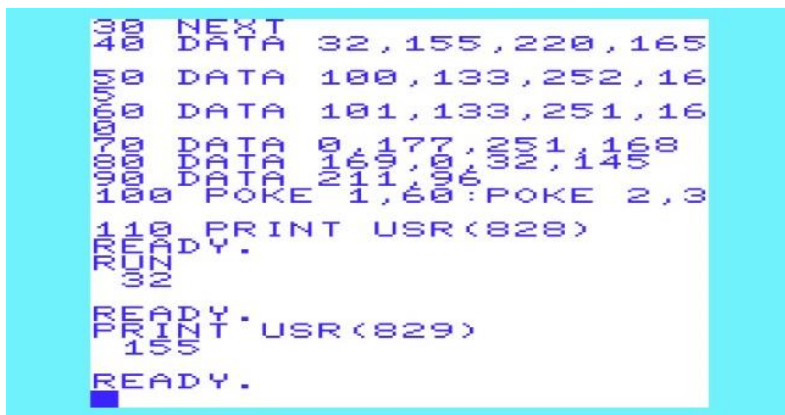 30 NEXT
40 DATA 32,155,220,165
50 DATA 100,133,252,16
5
60 DATA 101,133,251,16
0
70 DATA 0,177,251,168
80 DATA 169,0,32,145
90 DATA 211,96
100 POKE 1,60:POKE 2,3
110 PRINT USR(828)
READY.
RUN
32
READY.
PRINT USR(829)
155
READY.